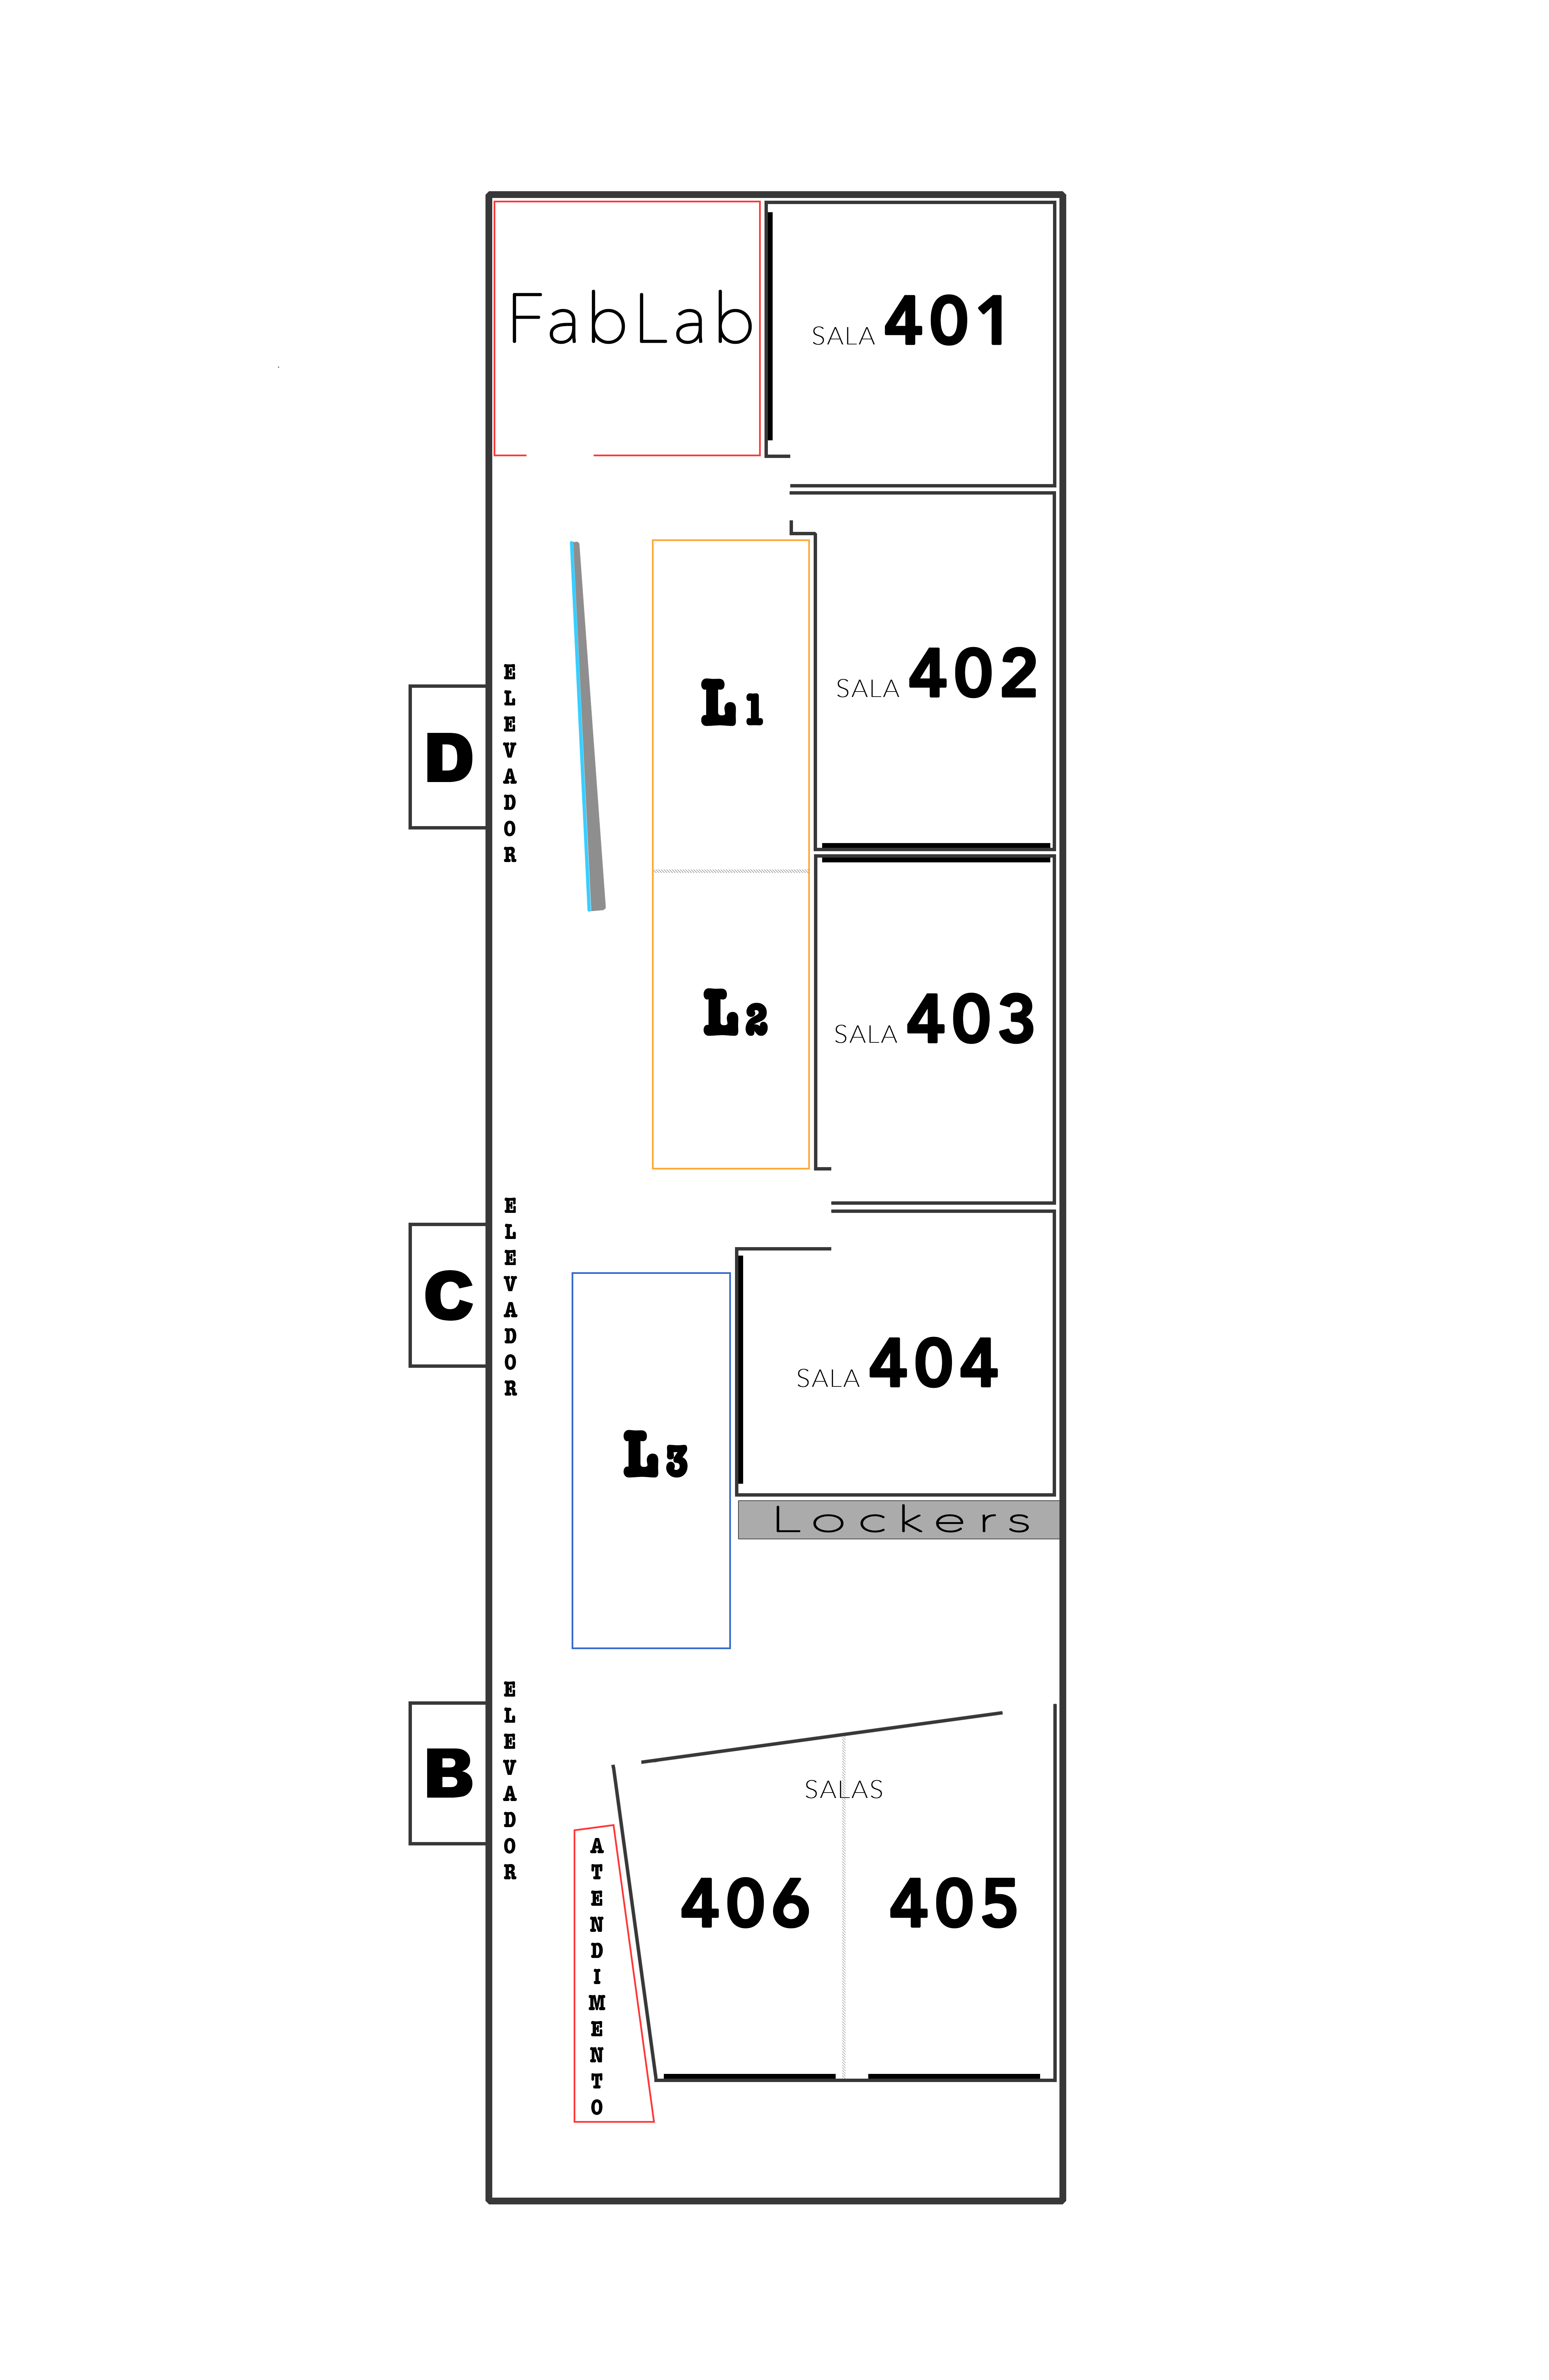 FabLab
SALA 401
ELEVADOR
D
L1
SALA 402
L2
SALA 403
ELEVADOR
C
SALA 404
L3
Lockers
ELEVADOR
B
SALAS
406
405
ATENDIMENTO